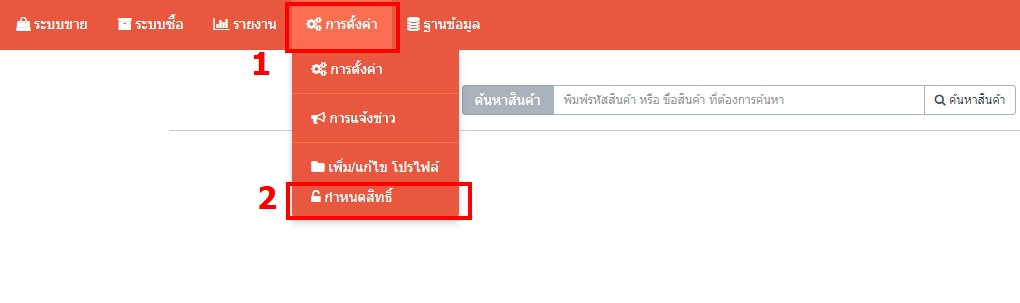 ระบบขาย ระบบซื้อ รายงาน การตั้งค่า ฐานข้อมูล
1
การตั้งค่า
ค้นหาสินค้า พิมพ์รหัสสินค้า หรือ ชื่อสินค้า ที่ต้องการค้นหา ค้นหาสินค้า
การแจ้งข่าว
เพิ่ม/แก้ไข โปรไฟล์
2 กำหนดสิทธิ์